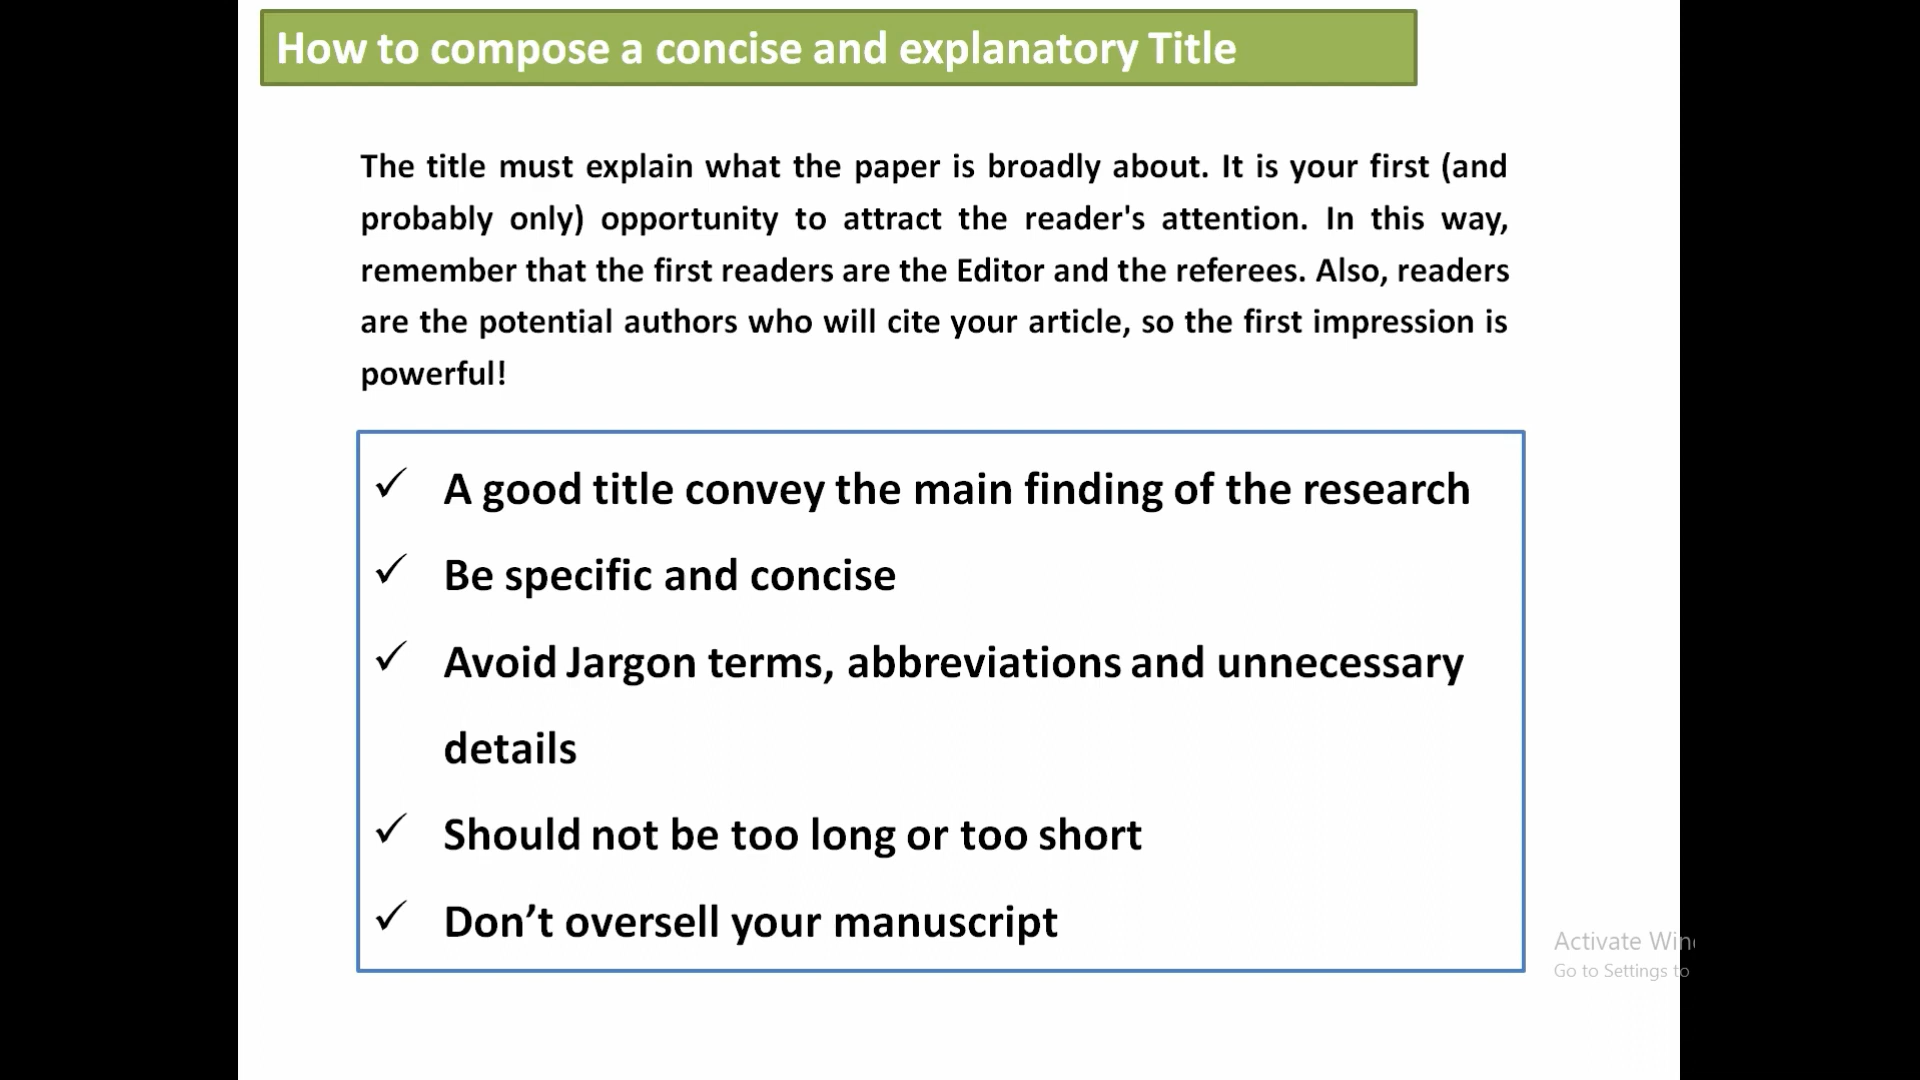 How to compose a concise and explanatory Title
The title must explain what the paper is broadly about. It is your first (and
probably only) opportunity to attract the reader's attention. In this way,
remember that the first readers are the Editor and the referees. Also, readers
are the potential authors who will cite your article, so the first impression is
powerful!
✓ A good title convey the main finding of the research
✓ Be specific and concise
✓ Avoid Jargon terms, abbreviations and unnecessary
details
✓ Should not be too long or too short
✓ Don’t oversell your manuscript
Activate
Go to Settings to